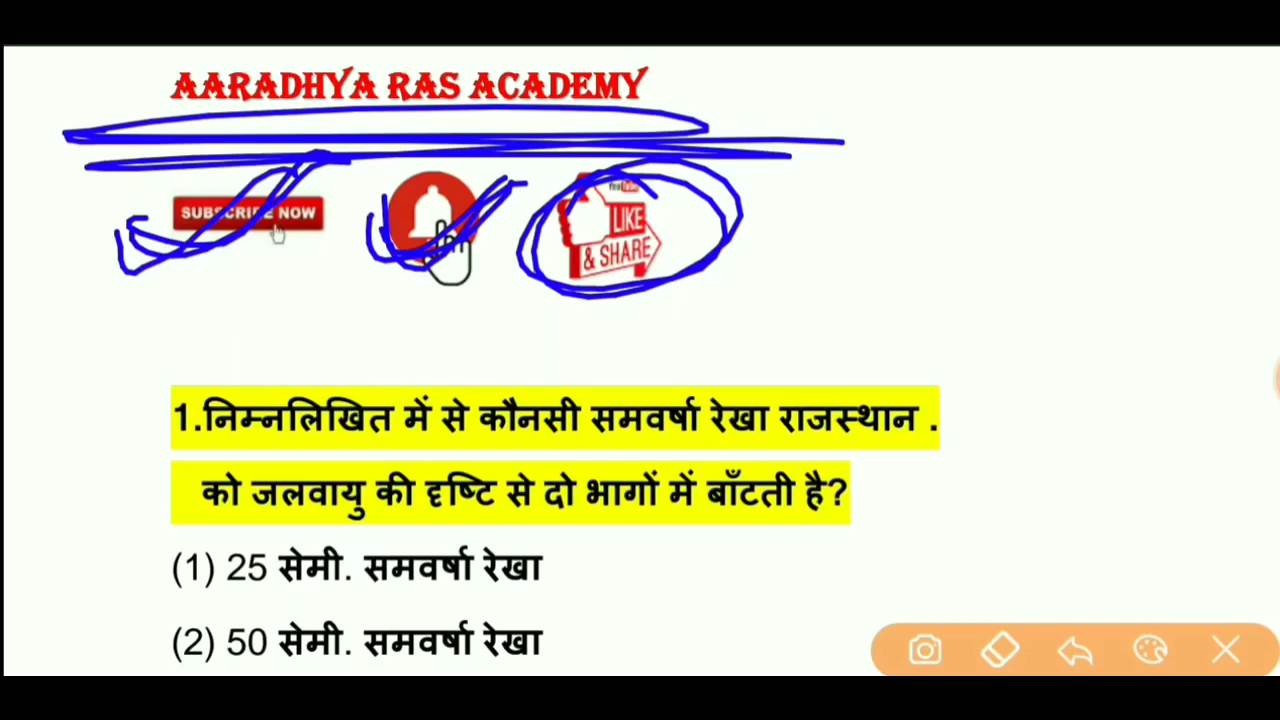 AARADHYA RAS ACADEMY
SUBSCRIBE NOW
YouTube
LIKE
& SHARE
1.निम्नलिखित में से कौनसी समवर्षा रेखा राजस्थान .
को जलवायु की दृष्टि से दो भागों में बाँटती है?
(1) 25 सेमी. समवर्षा रेखा
(2) 50 सेमी. समवर्षा रेखा